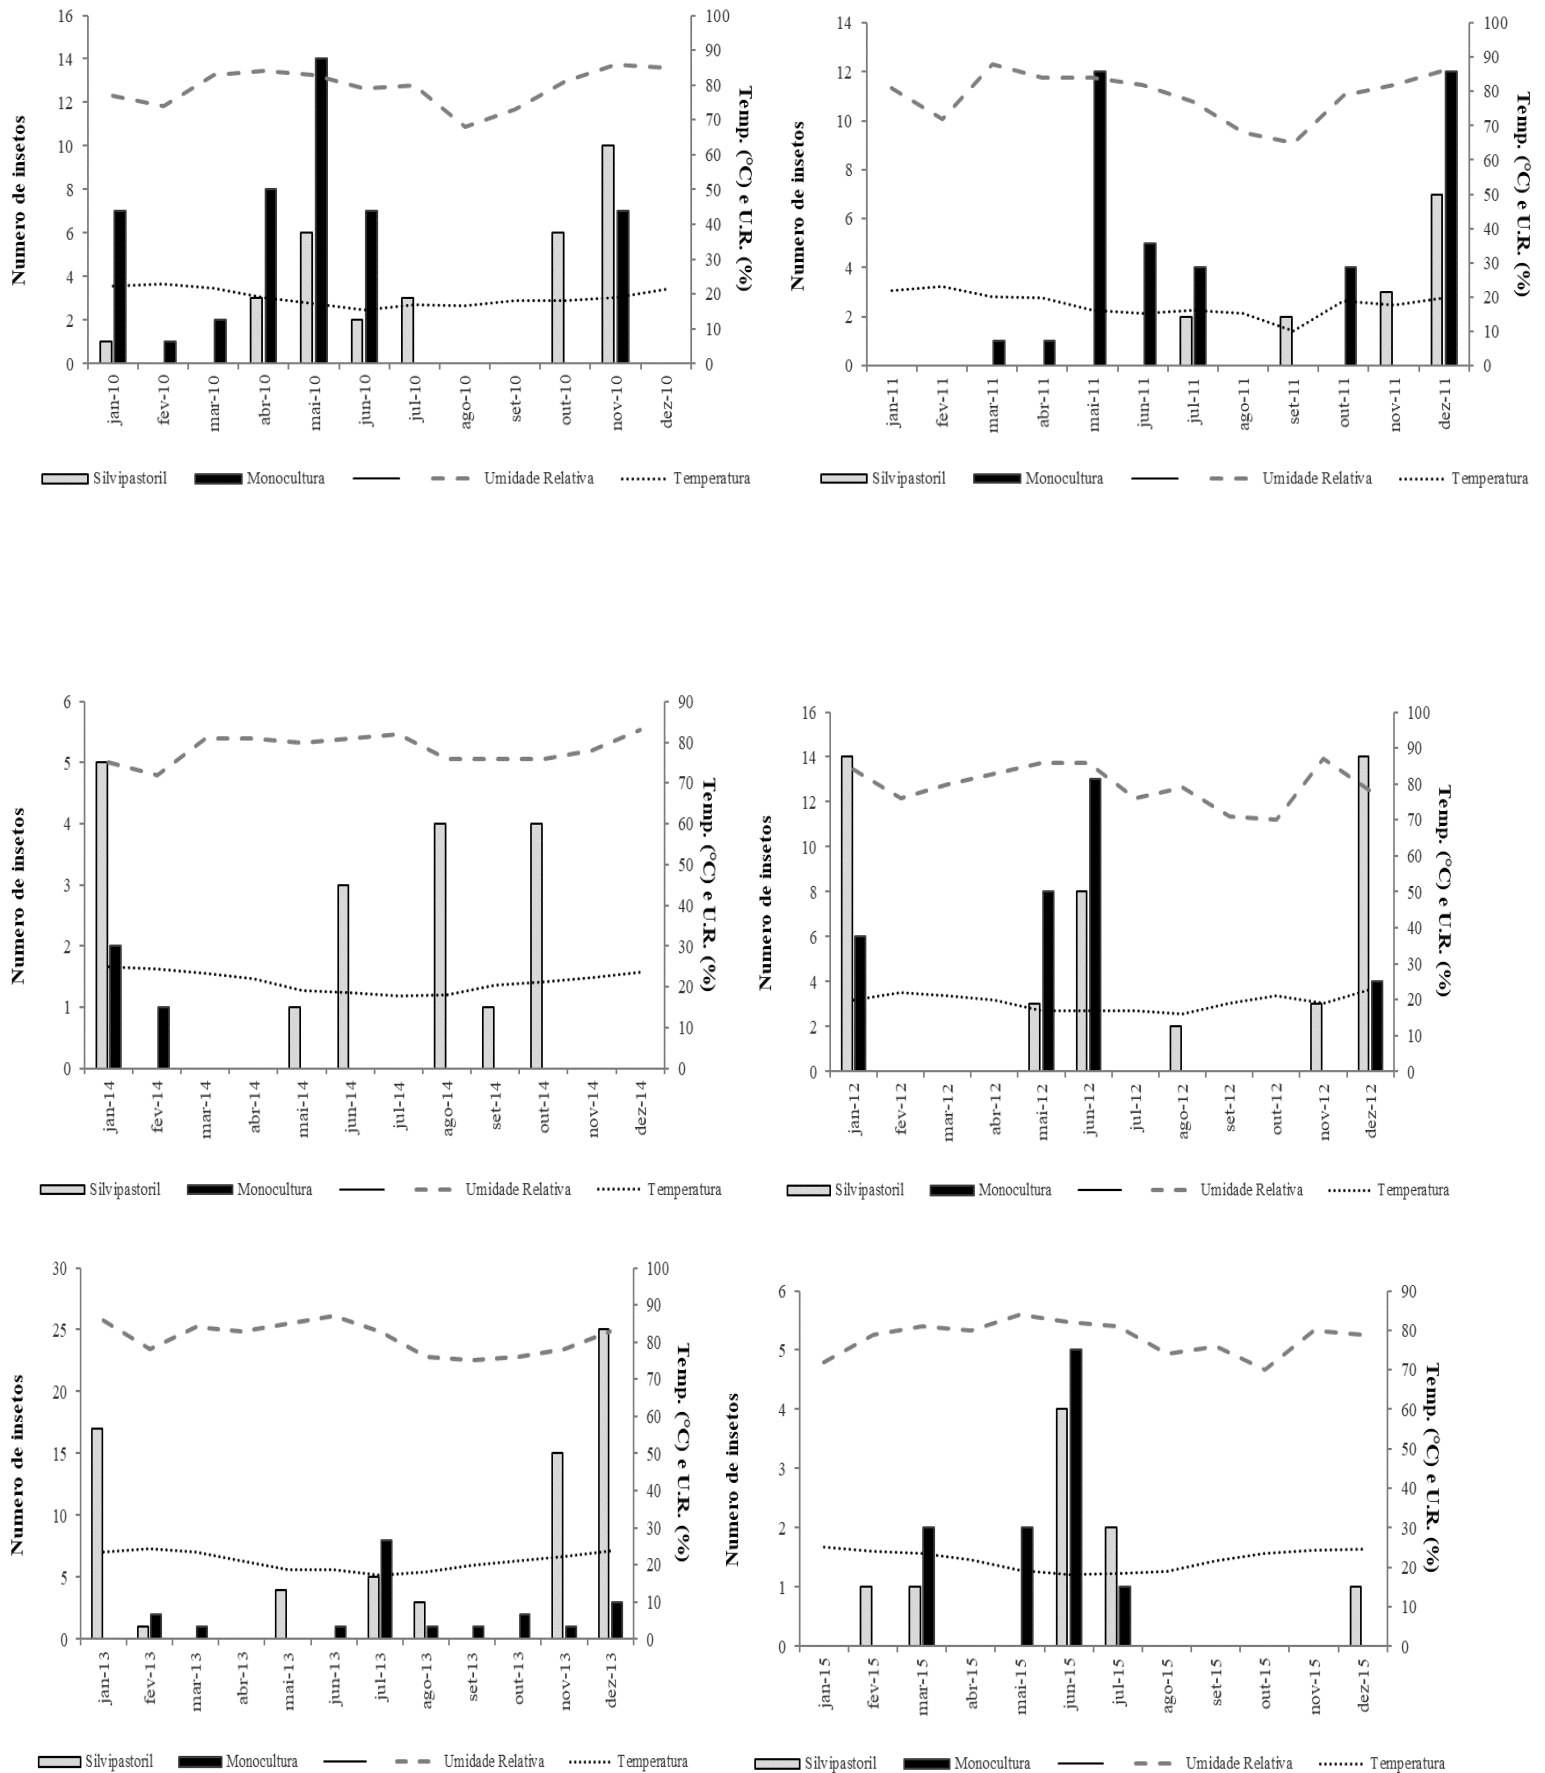 16
14
12
10
8
6
4
2
0
100
90
80
70
60
50
40
30
20
10
0
Numero de insetos
Temp. (°C) e U.R. (%)
jan-10
fev-10
mar-10
abr-10
mai-10
jun-10
jul-10
ago-10
set-10
out-10
nov-10
dez-10
Silvipastoril Monocultura Umidade Relativa Temperatura
14
12
10
8
6
4
2
0
100
90
80
70
60
50
40
30
20
10
0
Numero de insetos
Temp. (°C) e U.R. (%)
jan-11
fev-11
mar-11
abr-11
mai-11
jun-11
jul-11
ago-11
set-11
out-11
nov-11
dez-11
Silvipastoril Monocultura Umidade Relativa Temperatura
6
5
4
3
2
1
0
90
80
70
60
50
40
30
20
10
0
Numero de insetos
Temp. (°C) e U.R. (%)
jan-14
fev-14
mar-14
abr-14
mai-14
jun-14
jul-14
ago-14
set-14
out-14
nov-14
dez-14
Silvipastoril Monocultura Umidade Relativa Temperatura
16
14
12
10
8
6
4
2
0
100
90
80
70
60
50
40
30
20
10
0
Numero de insetos
Temp. (°C) e U.R. (%)
jan-12
fev-12
mar-12
abr-12
mai-12
jun-12
jul-12
ago-12
set-12
out-12
nov-12
dez-12
Silvipastoril Monocultura Umidade Relativa Temperatura
30
25
20
15
10
5
0
100
90
80
70
60
50
40
30
20
10
0
Numero de insetos
Temp. (°C) e U.R. (%)
jan-13
fev-13
mar-13
abr-13
mai-13
jun-13
jul-13
ago-13
set-13
out-13
nov-13
dez-13
Silvipastoril Monocultura Umidade Relativa Temperatura
6
5
4
3
2
1
0
90
80
70
60
50
40
30
20
10
0
Numero de insetos
Temp. (°C) e U.R. (%)
jan-15
fev-15
mar-15
abr-15
mai-15
jun-15
jul-15
ago-15
set-15
out-15
nov-15
dez-15
Silvipastoril Monocultura Umidade Relativa Temperatura